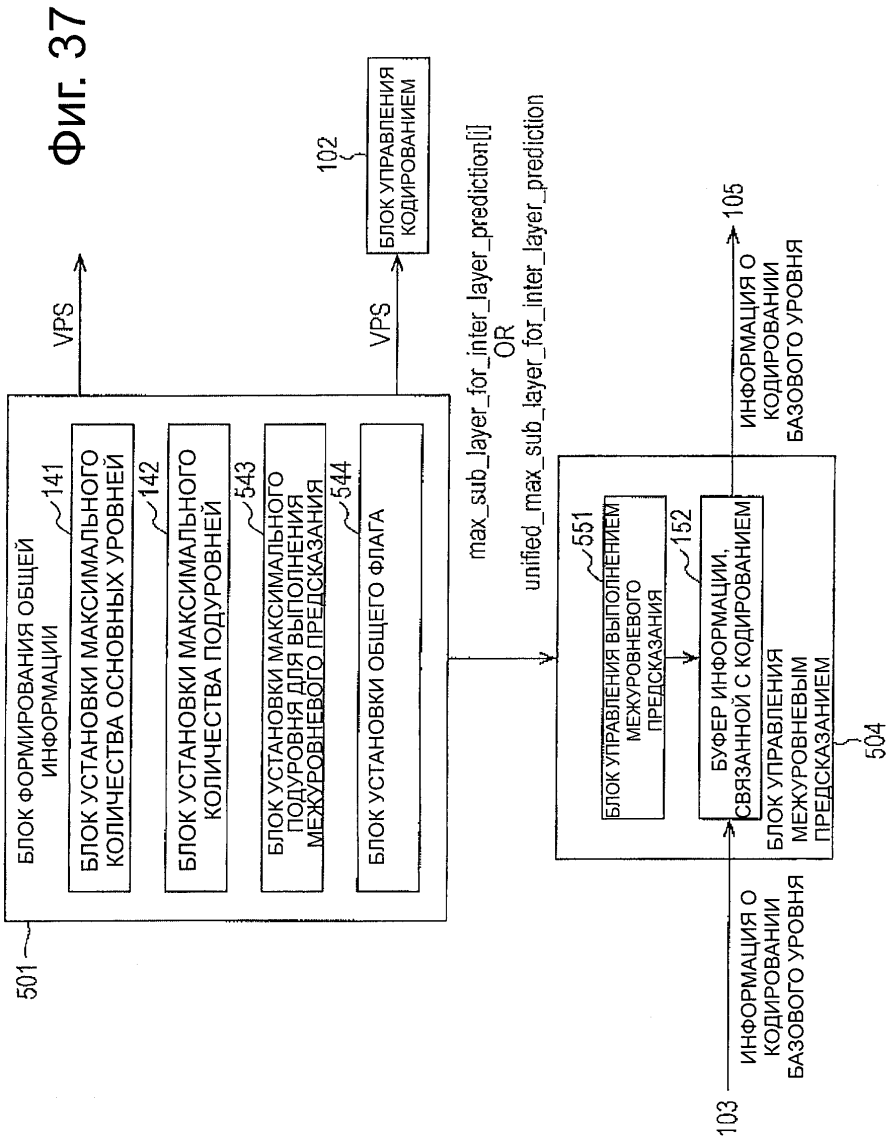 Фиг. 37
501
БЛОК ФОРМИРОВАНИЯ ОБЩЕЙ
ИНФОРМАЦИИ
141
БЛОК УСТАНОВКИ МАКСИМАЛЬНОГО
КОЛИЧЕСТВА ОСНОВНЫХ УРОВНЕЙ
142
БЛОК УСТАНОВКИ МАКСИМАЛЬНОГО
КОЛИЧЕСТВА ПОДУРОВНЕЙ
543
БЛОК УСТАНОВКИ МАКСИМАЛЬНОГО
ПОДУРОВНЯ ДЛЯ ВЫПОЛНЕНИЯ
МЕЖУРОВНЕВОГО ПРЕДСКАЗАНИЯ
544
БЛОК УСТАНОВКИ ОБЩЕГО ФЛАГА
VPS
VPS
102
БЛОК УПРАВЛЕНИЯ
КОДИРОВАНИЕМ
max_sub_layer_for_inter_layer_prediction[i]
OR
unified_max_sub_layer_for_inter_layer_prediction
551
БЛОК УПРАВЛЕНИЯ ВЫПОЛНЕНИЕМ
МЕЖУРОВНЕВОГО
ПРЕДСКАЗАНИЯ
152
БУФЕР ИНФОРМАЦИИ,
СВЯЗАННОЙ С КОДИРОВАНИЕМ
БЛОК УПРАВЛЕНИЯ
МЕЖУРОВНЕВЫМ
ПРЕДСКАЗАНИЕМ
504
103
ИНФОРМАЦИЯ О
КОДИРОВАНИИ
БАЗОВОГО УРОВНЯ
105
ИНФОРМАЦИЯ О
КОДИРОВАНИИ
БАЗОВОГО УРОВНЯ